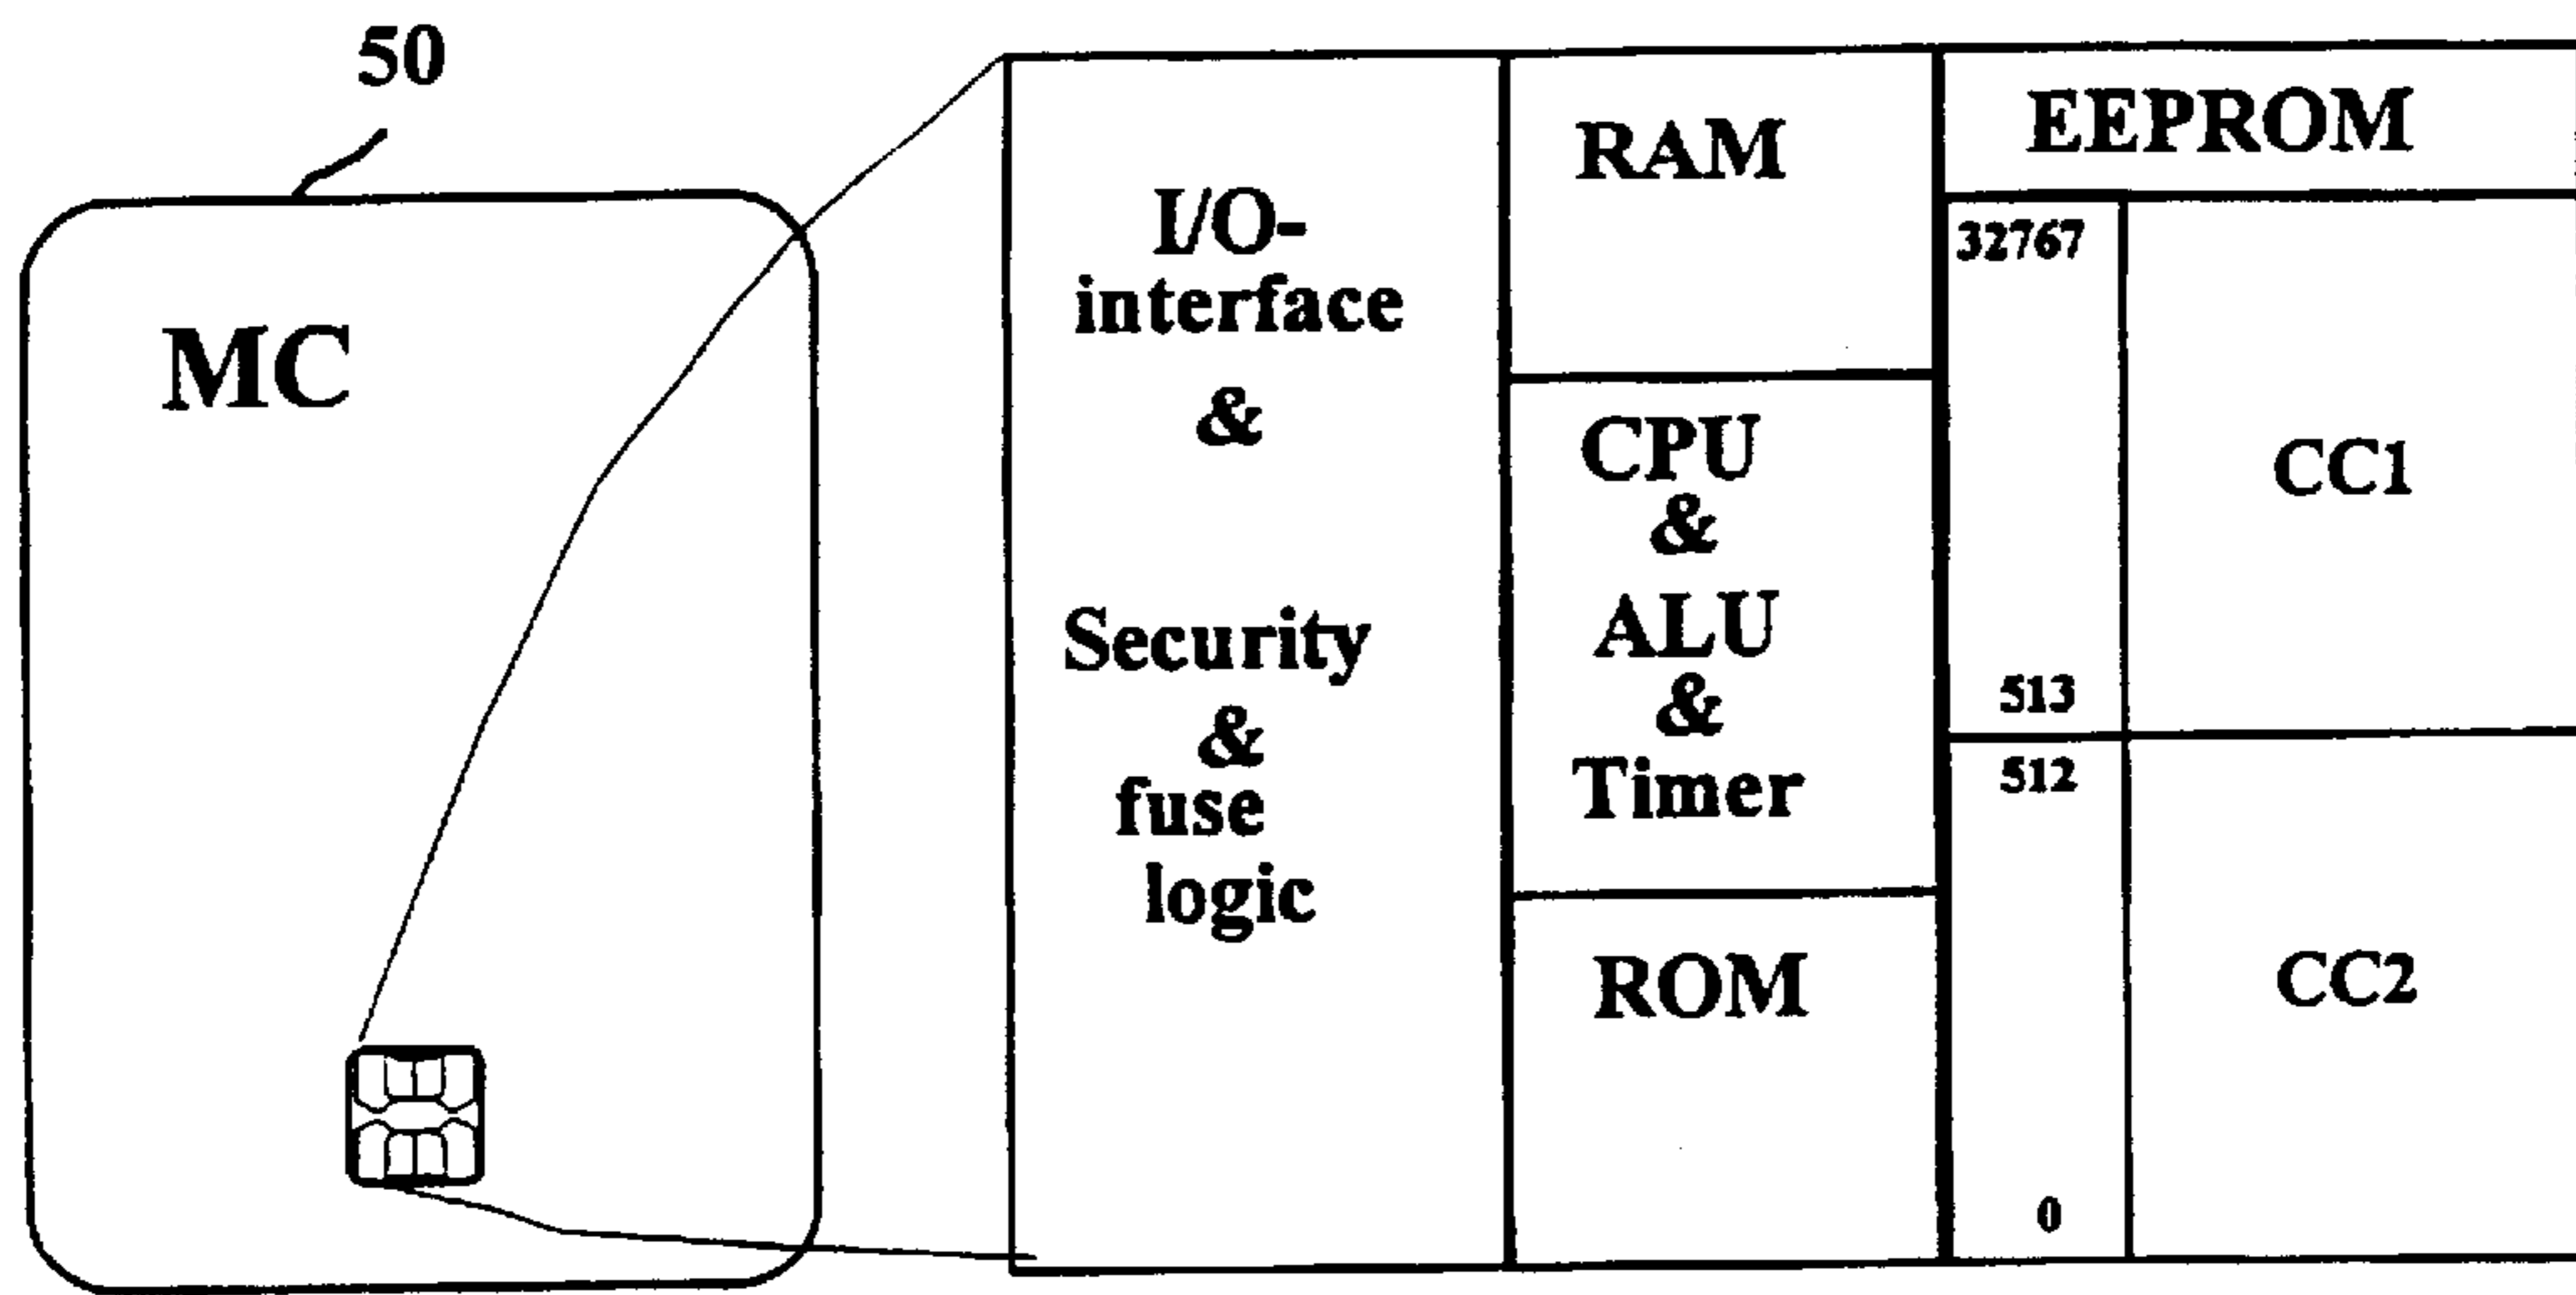 50
MC
I/O-
interface
&
Security
&
fuse
logic
RAM
CPU
&
ALU
&
Timer
ROM
EEPROM
32767
CC1
513
512
CC2
0